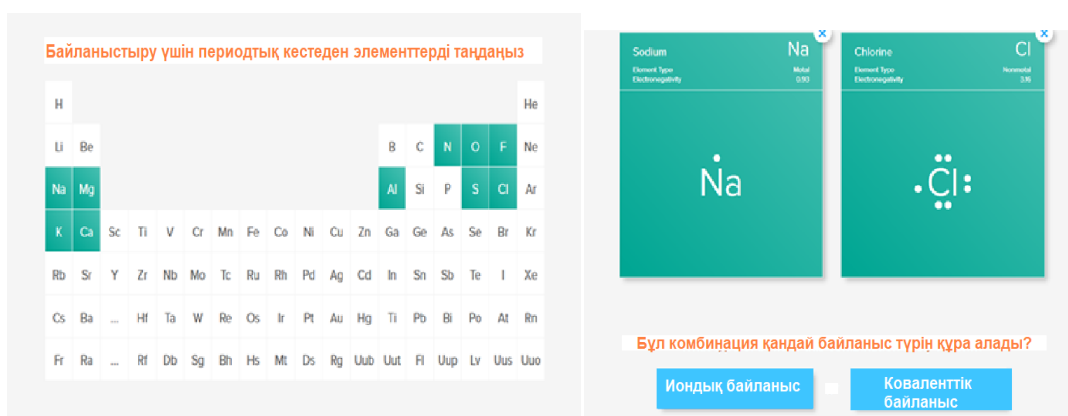 Байланыстыру үшін периодтық кестеден элементтерді таңдаңыз
H He
Li Be B C N O F Ne
Na Mg Al Si P S Cl Ar
K Ca Sc Ti V Cr Mn Fe Co Ni Cu Zn Ga Ge As Se Br Kr
Rb Sr Y Zr Nb Mo Tc Ru Rh Pd Ag Cd In Sn Sb Te I Xe
Cs Ba ... Hf Ta W Re Os Ir Pt Au Hg Ti Pb Bi Po At Rn
Fr Ra ... Rf Db Sg Bh Hs Mt Ds Rg Uub Uut Fl Uup Lv Uus Uuo
Sodium Na x
Element Type Metal
Electronegativity 0.93
Na
Chlorine Cl x
Element Type Nonmetal
Electronegativity 3.16
Cl
Бұл комбинация қандай байланыс түрін құра алады?
Иондық байланыс
Коваленттік
байланыс